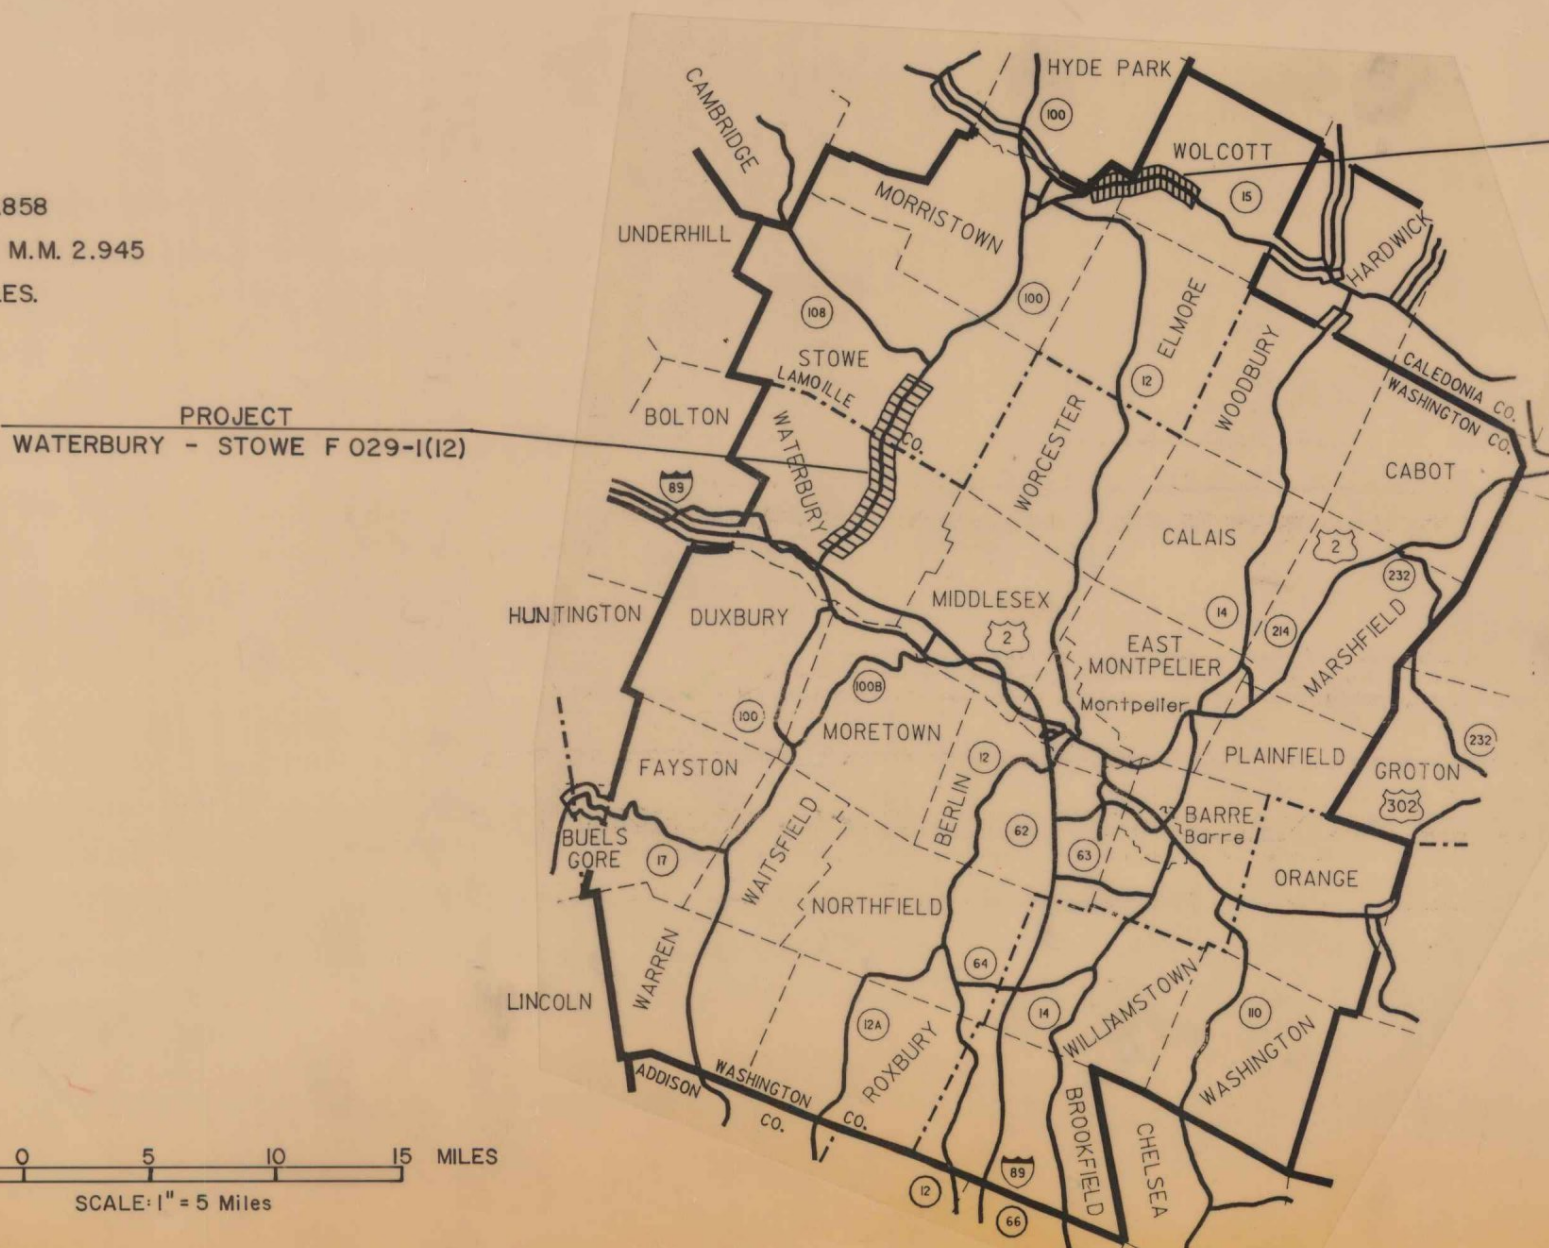 858
M.M. 2.945
ES.
PROJECT
WATERBURY - STOWE F 029-1(12)
HYDE PARK
CAMBRIDGE
100
WOLCOTT
15
MORRISTOWN
UNDERHILL
HARDWICK
108
100
ELMORE
STOWE
LAMOILLE
CO.
12
WOODBURY
CALEDONIA CO.
WASHINGTON CO.
BOLTON
WATERBURY
WORCESTER
CABOT
89
CALAIS
2
232
HUNTINGTON
DUXBURY
MIDDLESEX
2
14
214
MARSHFIELD
EAST
MONTPELIER
Montpelier
100B
100
MORETOWN
12
232
FAYSTON
PLAINFIELD
GROTON
302
BERLIN
WAITSFIELD
BARRE
Barre
62
BUELS
GORE
17
63
ORANGE
NORTHFIELD
WARREN
64
LINCOLN
12A
14
WILLIAMSTOWN
110
ROXBURY
WASHINGTON
ADDISON
WASHINGTON
CO.
CO.
BROOKFIELD
CHELSEA
0 5 10 15 MILES
SCALE: 1" = 5 Miles
89
12
66